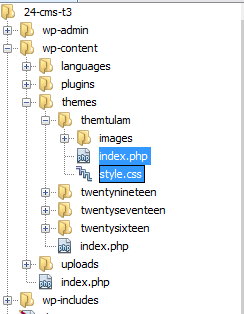 24-cms-t3
wp-admin
wp-content
languages
plugins
themes
themtulam
images
index.php
style.css
twentynineteen
twentyseventeen
twentysixteen
index.php
uploads
index.php
wp-includes